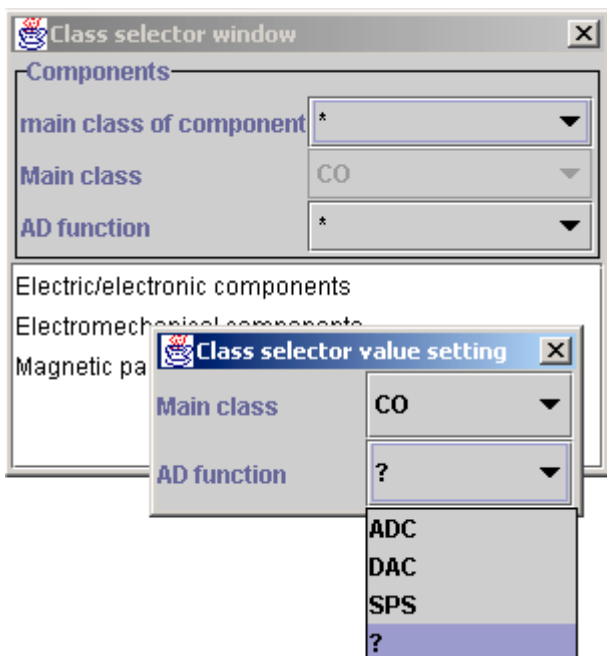 Class selector window
Components
main class of component *
Main class CO
AD function *
Electric/electronic components
Electromechanical components
Magnetic pa
Class selector value setting
Main class CO
AD function ?
ADC
DAC
SPS
?